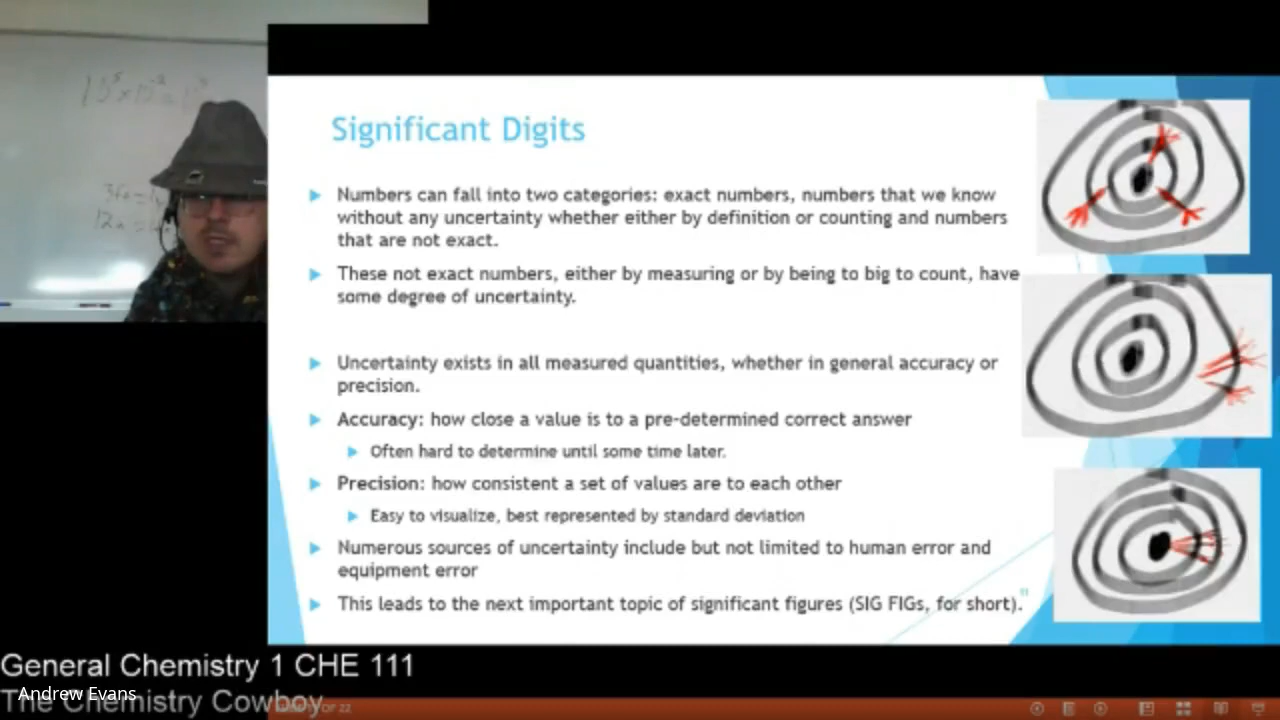 Significant Digits
Numbers can fall into two categories: exact numbers, numbers that we know
without any uncertainty whether either by definition or counting and numbers
that are not exact.
These not exact numbers, either by measuring or by being to big to count, have
some degree of uncertainty.
Uncertainty exists in all measured quantities, whether in general accuracy or
precision.
Accuracy: how close a value is to a pre-determined correct answer
Often hard to determine until some time later.
Precision: how consistent a set of values are to each other
Easy to visualize, best represented by standard deviation
Numerous sources of uncertainty include but not limited to human error and
equipment error
This leads to the next important topic of significant figures (SIG FIGs, for short).
General Chemistry 1 CHE 111
Andrew Evans
The Chemistry Cowboy
OF 22